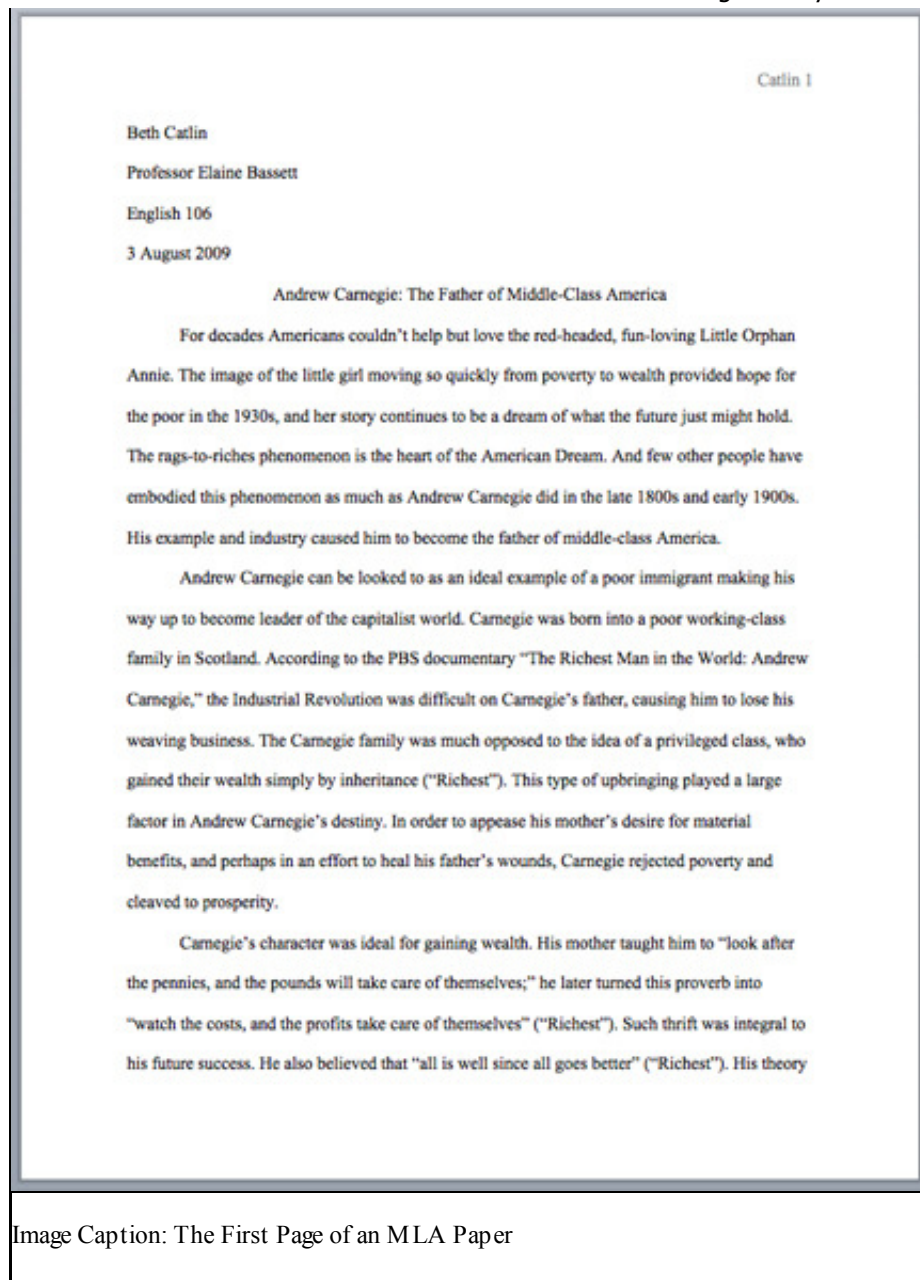 Catlin 1
Beth Catlin
Professor Elaine Bassett
English 106
3 August 2009
Andrew Carnegie: The Father of Middle-Class America
For decades Americans couldn't help but love the red-headed, fun-loving Little Orphan
Annie. The image of the little girl moving so quickly from poverty to wealth provided hope for
the poor in the 1930s, and her story continues to be a dream of what the future just might hold.
The rags-to-riches phenomenon is the heart of the American Dream. And few other people have
embodied this phenomenon as much as Andrew Carnegie did in the late 1800s and early 1900s.
His example and industry caused him to become the father of middle-class America.
Andrew Carnegie can be looked to as an ideal example of a poor immigrant making his
way up to become leader of the capitalist world. Carnegie was born into a poor working-class
family in Scotland. According to the PBS documentary “The Richest Man in the World: Andrew
Carnegie,” the Industrial Revolution was difficult on Carnegie’s father, causing him to lose his
weaving business. The Carnegie family was much opposed to the idea of a privileged class, who
gained their wealth simply by inheritance (“Richest”). This type of upbringing played a large
factor in Andrew Carnegie’s destiny. In order to appease his mother’s desire for material
benefits, and perhaps in an effort to heal his father’s wounds, Carnegie rejected poverty and
cleaved to prosperity.
Carnegie’s character was ideal for gaining wealth. His mother taught him to “look after
the pennies, and the pounds will take care of themselves;” he later turned this proverb into
“watch the costs, and the profits take care of themselves” (“Richest”). Such thrift was integral to
his future success. He also believed that “all is well since all goes better” (“Richest”). His theory
Image Caption: The First Page of an MLA Paper